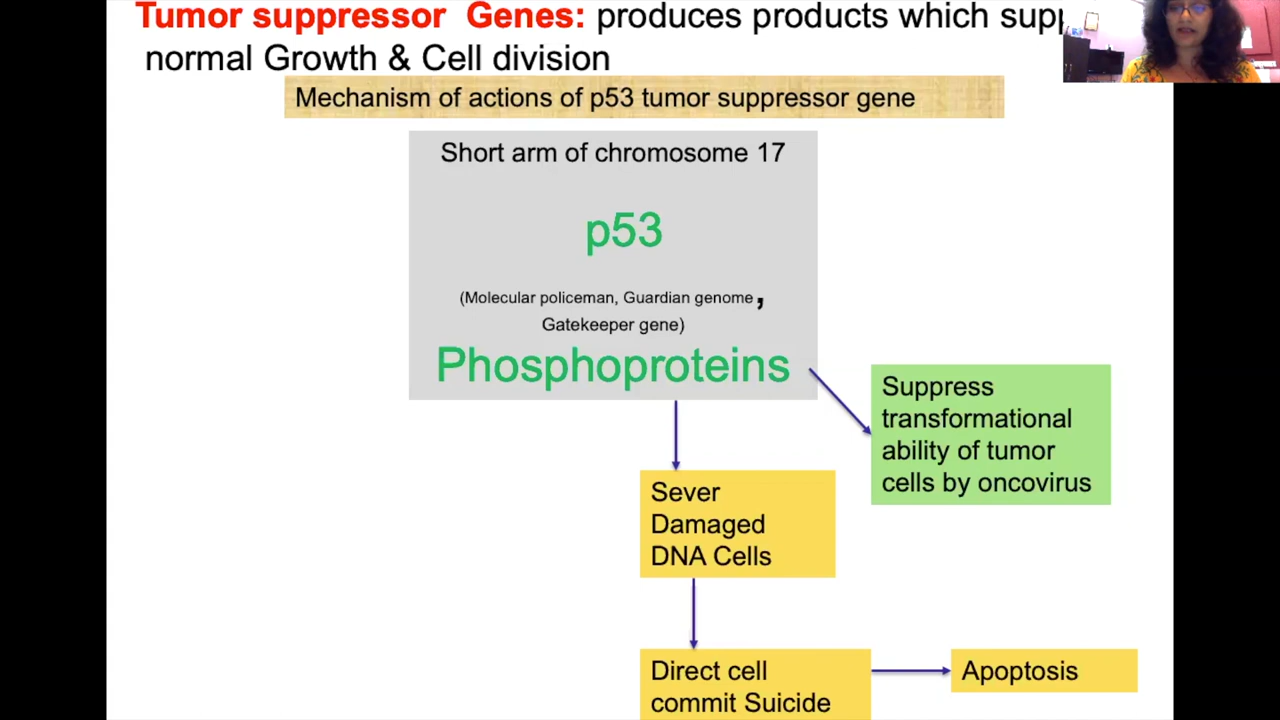 Tumor suppressor Genes: produces products which
normal Growth & Cell division
Mechanism of actions of p53 tumor suppressor gene
Short arm of chromosome 17
p53
(Molecular policeman, Guardian genome,
Gatekeeper gene)
Phosphoproteins
Suppress
transformational
ability of tumor
cells by oncovirus
Sever
Damaged
DNA Cells
Direct cell
commit Suicide
Apoptosis